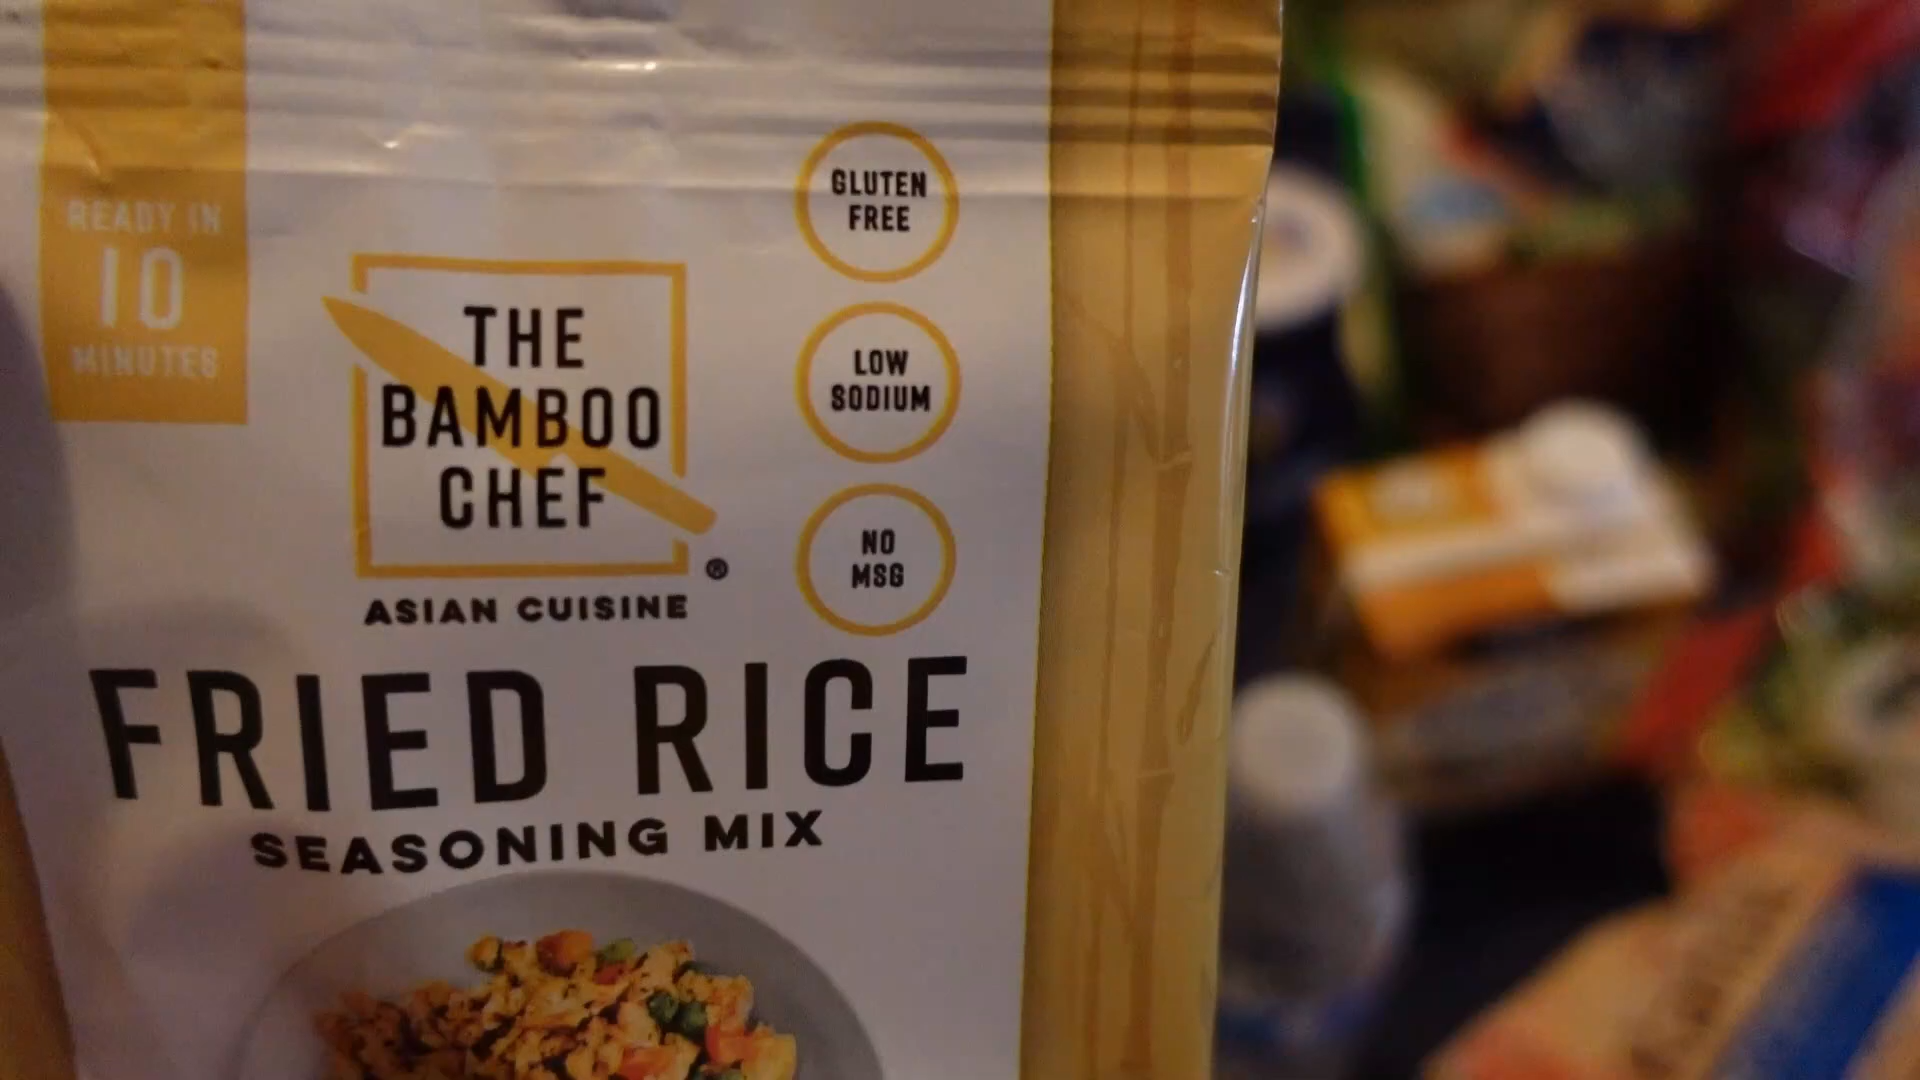 READY IN
10
MINUTES
THE
BAMBOO
CHEF
®
ASIAN CUISINE
GLUTEN
FREE
LOW
SODIUM
NO
MSG
FRIED RICE
SEASONING MIX